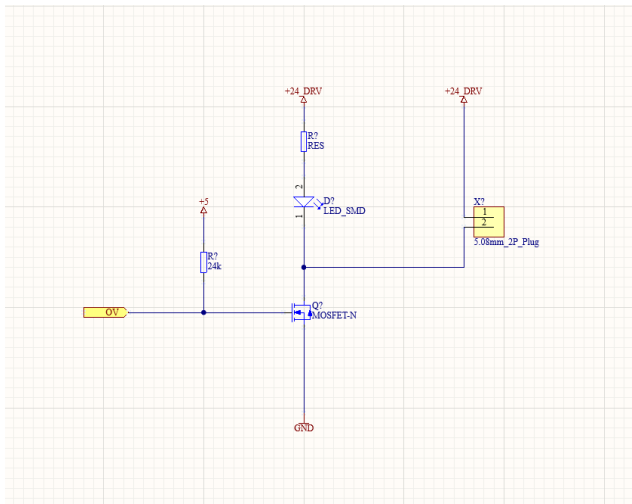 +24_DRV
+24_DRV
R?
RES
2
D?
LED_SMD
1
+5
X?
1
2
5.08mm_2P_Plug
R?
24k
OV
Q?
MOSFET-N
GND